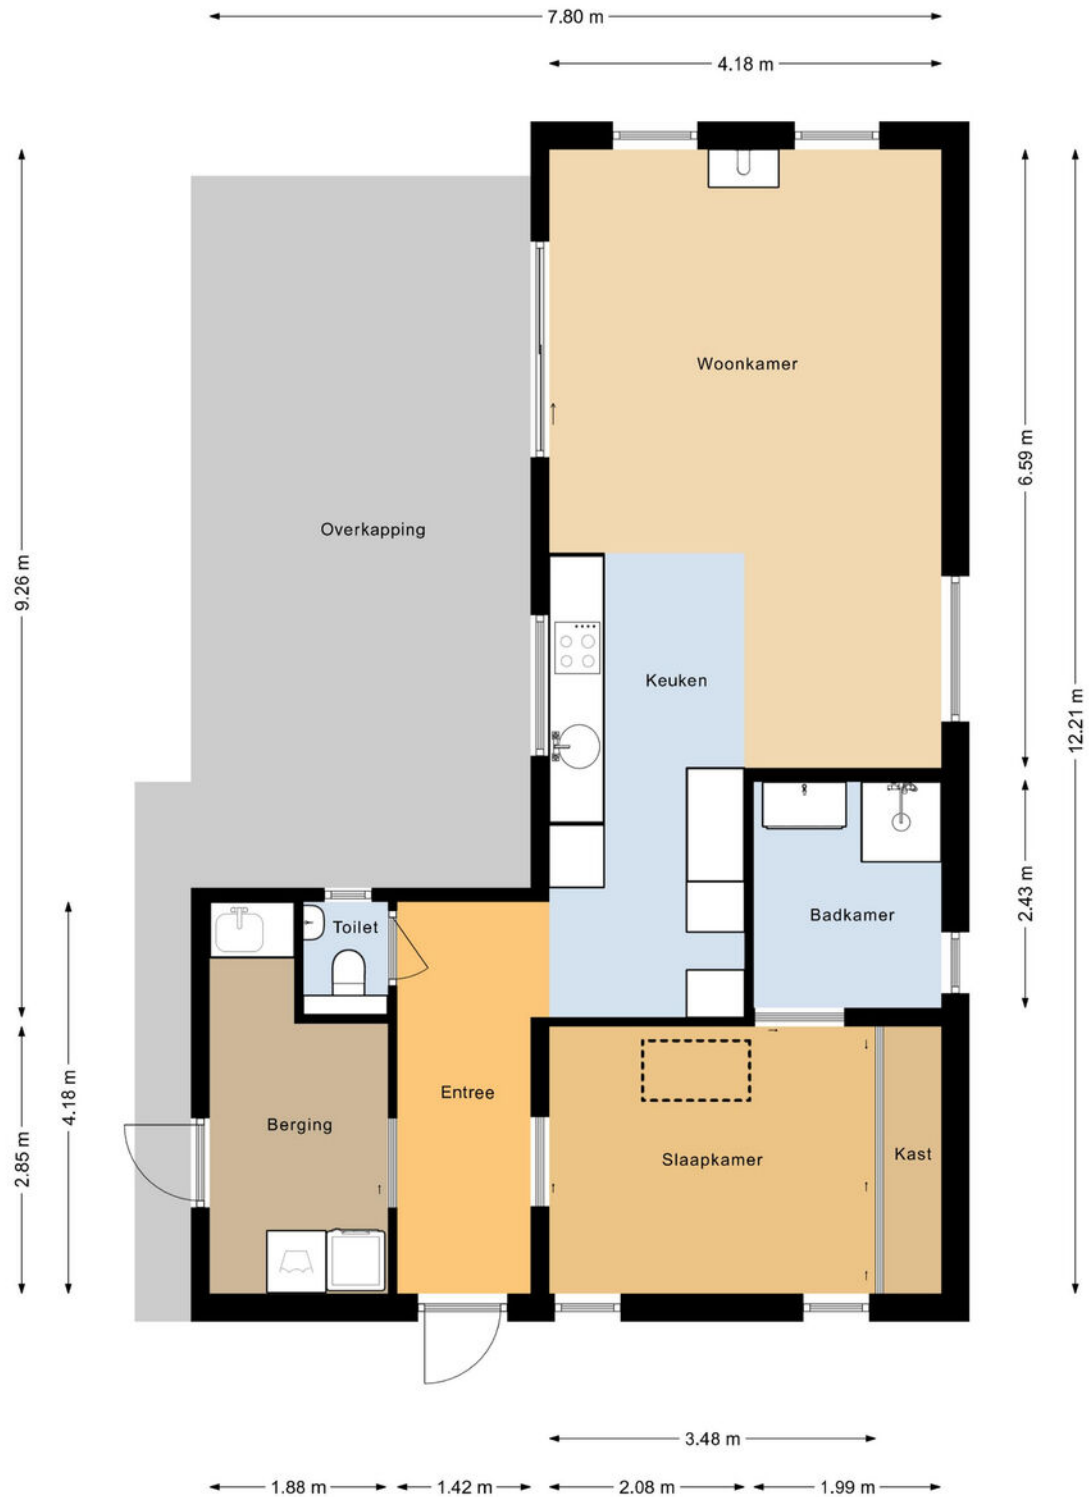 7.80 m
4.18 m
Woonkamer
6.59 m
Overkapping
9.26 m
Keuken
12.21 m
2.43 m
Badkamer
Toilet
Entree
4.18 m
Berging
2.85 m
Slaapkamer
Kast
3.48 m
1.88 m
1.42 m
2.08 m
1.99 m